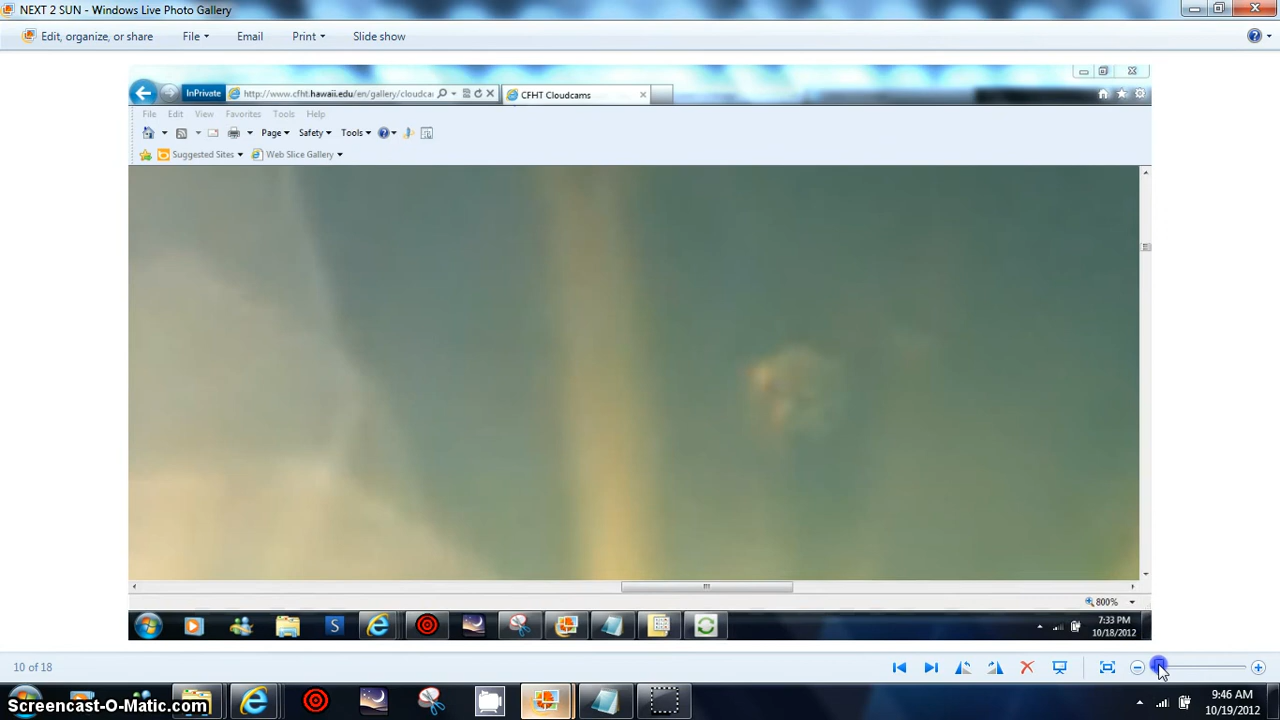 NEXT 2 SUN - Windows Live Photo Gallery
Edit, organize, or share File Email Print Slide show
InPrivate http://www.cfht.hawaii.edu/en/gallery/cloudca CFHT Cloudcams
File Edit View Favorites Tools Help
Page Safety Tools
Suggested Sites Web Slice Gallery
800%
7:33 PM
10/18/2012
10 of 18
9:46 AM
10/19/2012
Screencast-O-Matic.com